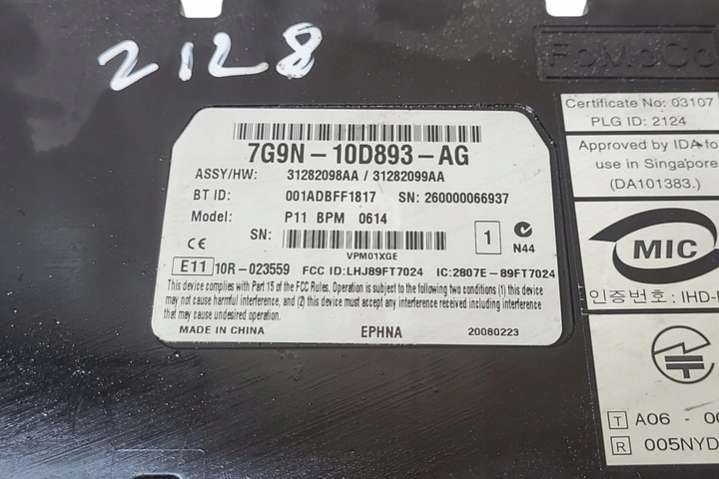 2128
FoMoCo
7G9N-10D893-AG
ASSY/HW: 31282098AA / 31282099AA
BT ID: 001ADBFF1817 SN: 260000066937
Model: P11 BPM 0614
SN:
VPM01XGE
1
N44
CE
E11 10R-023559 FCC ID:LHJ89FT7024 IC:2807E-89FT7024
This device complies with Part 15 of the FCC Rules. Operation is subject to the following two conditions (1) this device
may not cause harmful interference, and (2) this device must accept any interference received including interference
that may cause undesired operation.
MADE IN CHINA EPHNA 20080223
Certificate No: 03107
PLG ID: 2124
Approved by IDA fo
use in Singapore
(DA101383.)
MIC
인증번호: IHD-
T A06 - 0
R 005NYD